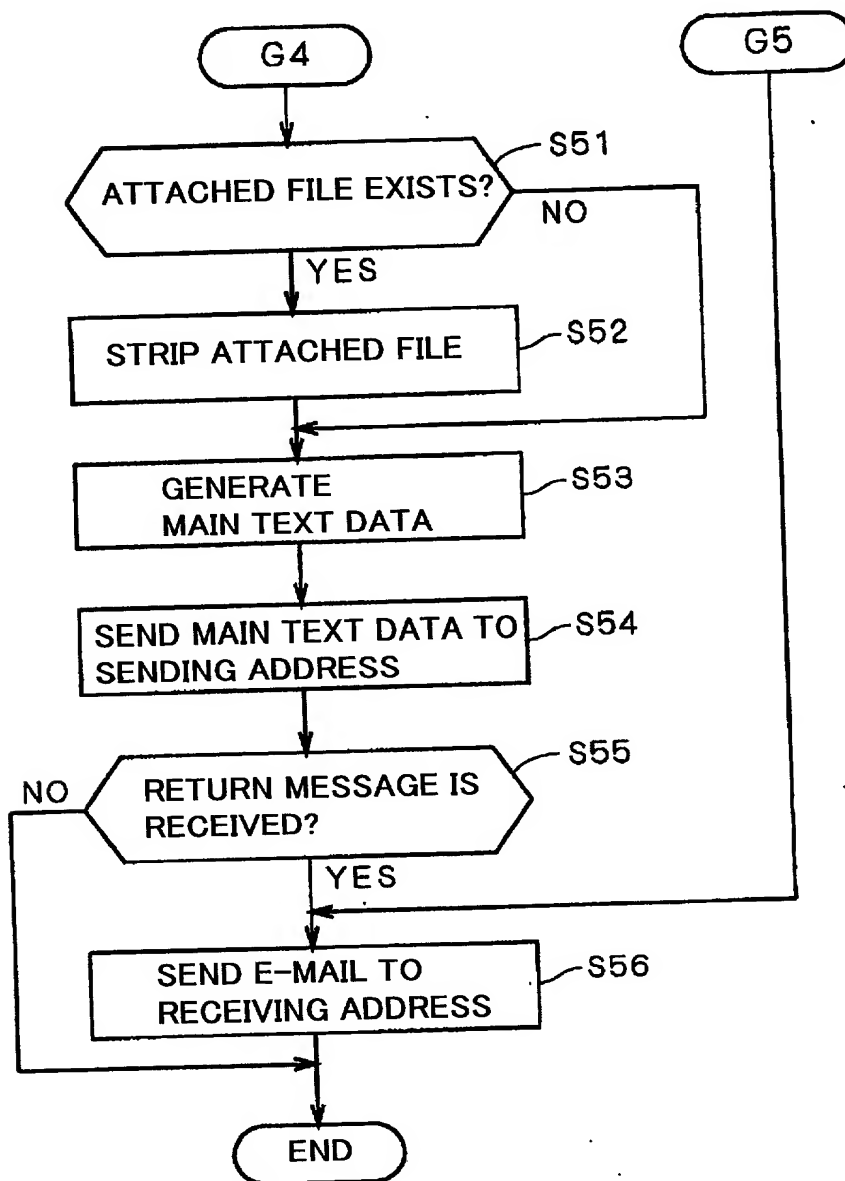 G4
G5
S51
ATTACHED FILE EXISTS?
NO
YES
STRIP ATTACHED FILE
S52
GENERATE
MAIN TEXT DATA
S53
SEND MAIN TEXT DATA TO
SENDING ADDRESS
S54
S55
NO
RETURN MESSAGE IS
RECEIVED?
YES
SEND E-MAIL TO
RECEIVING ADDRESS
S56
END